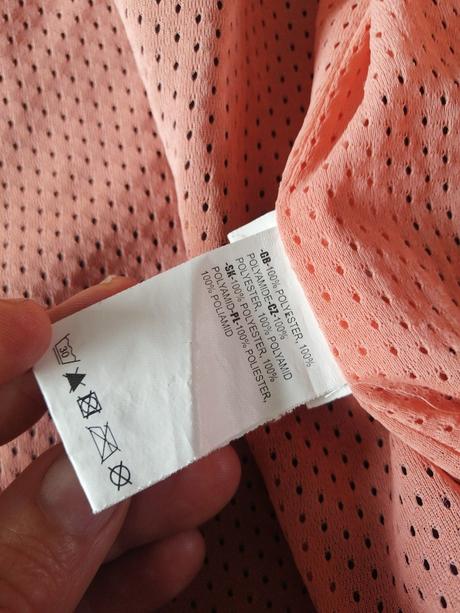 -GB-100% POLYESTER, 100%
POLYAMIDE-CZ-100%
POLYESTER, 100% POLYAMID
-SK-100% POLYESTER, 100%
POLYAMID-PL-100% POLIESTER,
100% POLIAMID
30